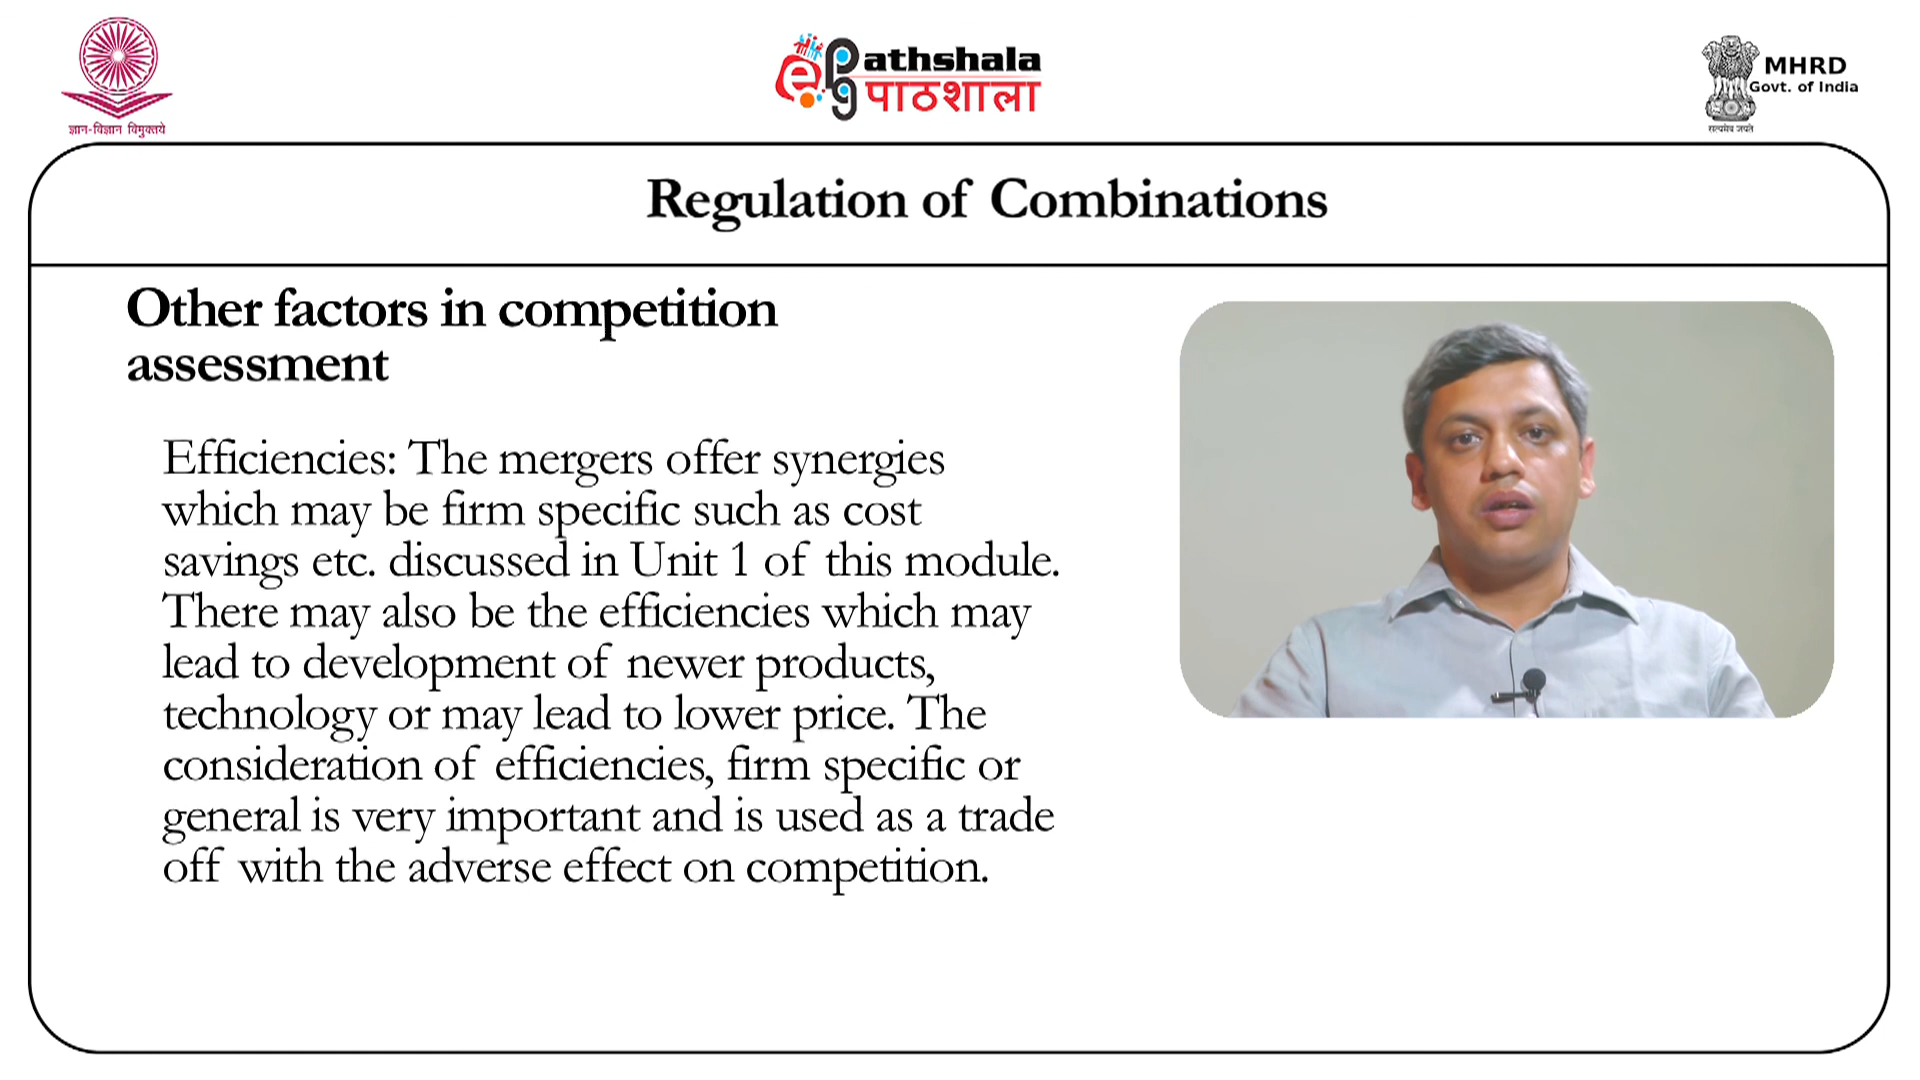 ज्ञान-विज्ञान विमुक्तये
ePG Pathshala
पाठशाला
MHRD
Govt. of India
सत्यमेव जयते
Regulation of Combinations
Other factors in competition
assessment
Efficiencies: The mergers offer synergies
which may be firm specific such as cost
savings etc. discussed in Unit 1 of this module.
There may also be the efficiencies which may
lead to development of newer products,
technology or may lead to lower price. The
consideration of efficiencies, firm specific or
general is very important and is used as a trade
off with the adverse effect on competition.